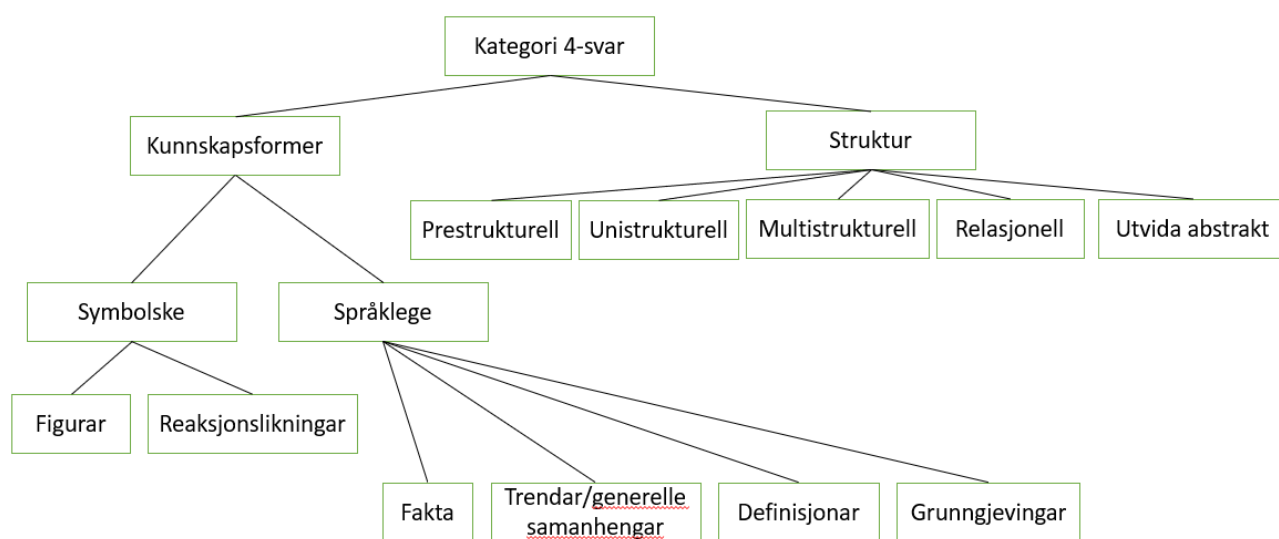 Kategori 4-svar
Kunnskapsformer
Struktur
Prestrukturell
Unistrukturell
Multistrukturell
Relasjonell
Utvida abstrakt
Symbolske
Språklege
Figurar
Reaksjonslikningar
Fakta
Trendar/generelle
samanhengar
Definisjonar
Grunngjevingar